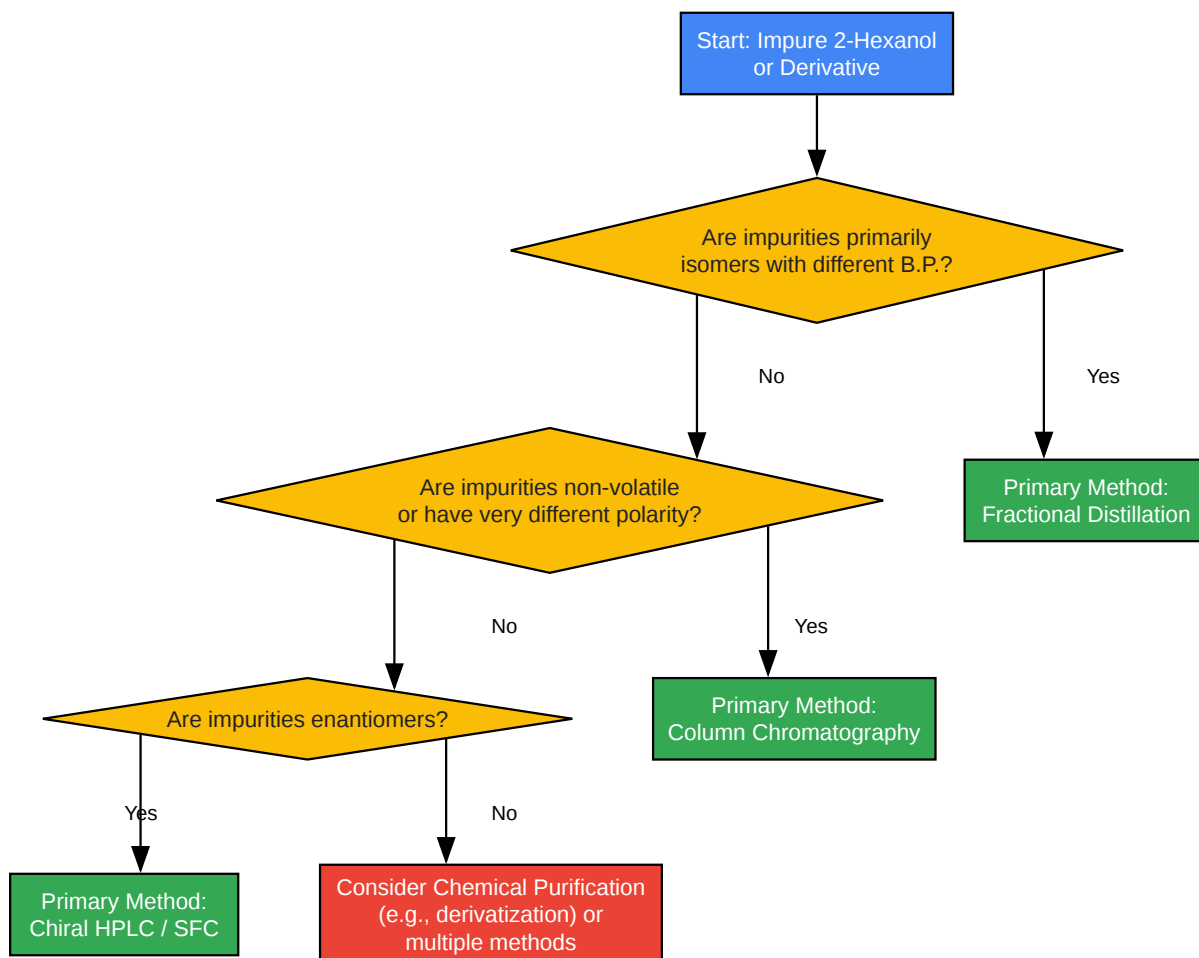 Start: Impure 2-Hexanol
or Derivative
Are impurities primarily
isomers with different B.P.?
No
Yes
Are impurities non-volatile
or have very different polarity?
Primary Method:
Fractional Distillation
No
Yes
Are impurities enantiomers?
Primary Method:
Column Chromatography
Yes
No
Primary Method:
Chiral HPLC / SFC
Consider Chemical Purification
(e.g., derivatization) or
multiple methods